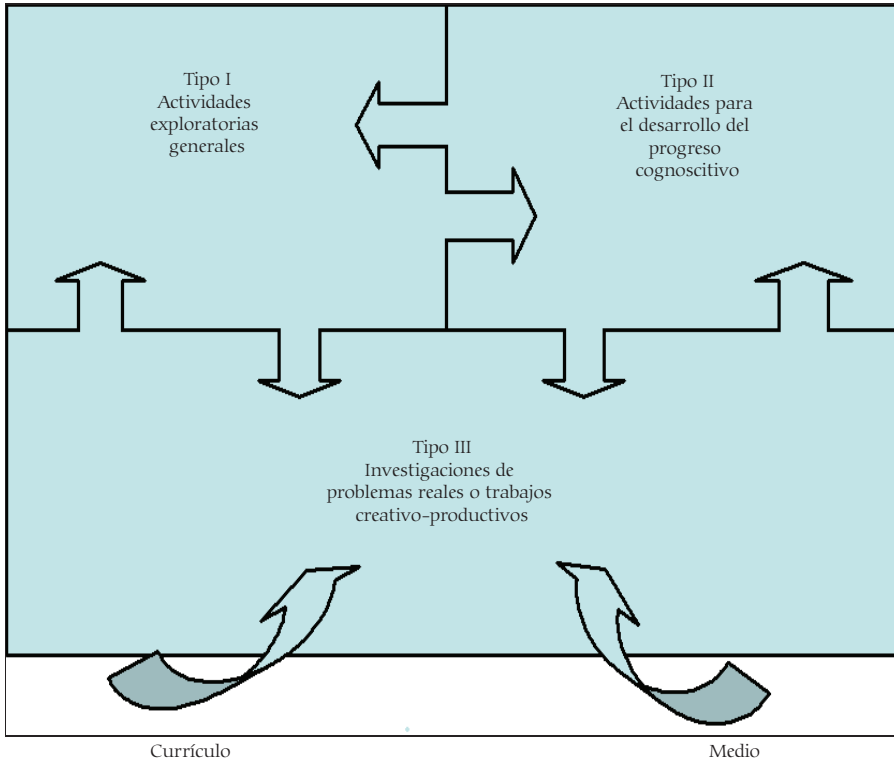 Tipo I
Actividades
exploratorias
generales
Tipo II
Actividades para
el desarrollo del
progreso
cognoscitivo
Tipo III
Investigaciones de
problemas reales o trabajos
creativo-productivos
Currículo
Medio